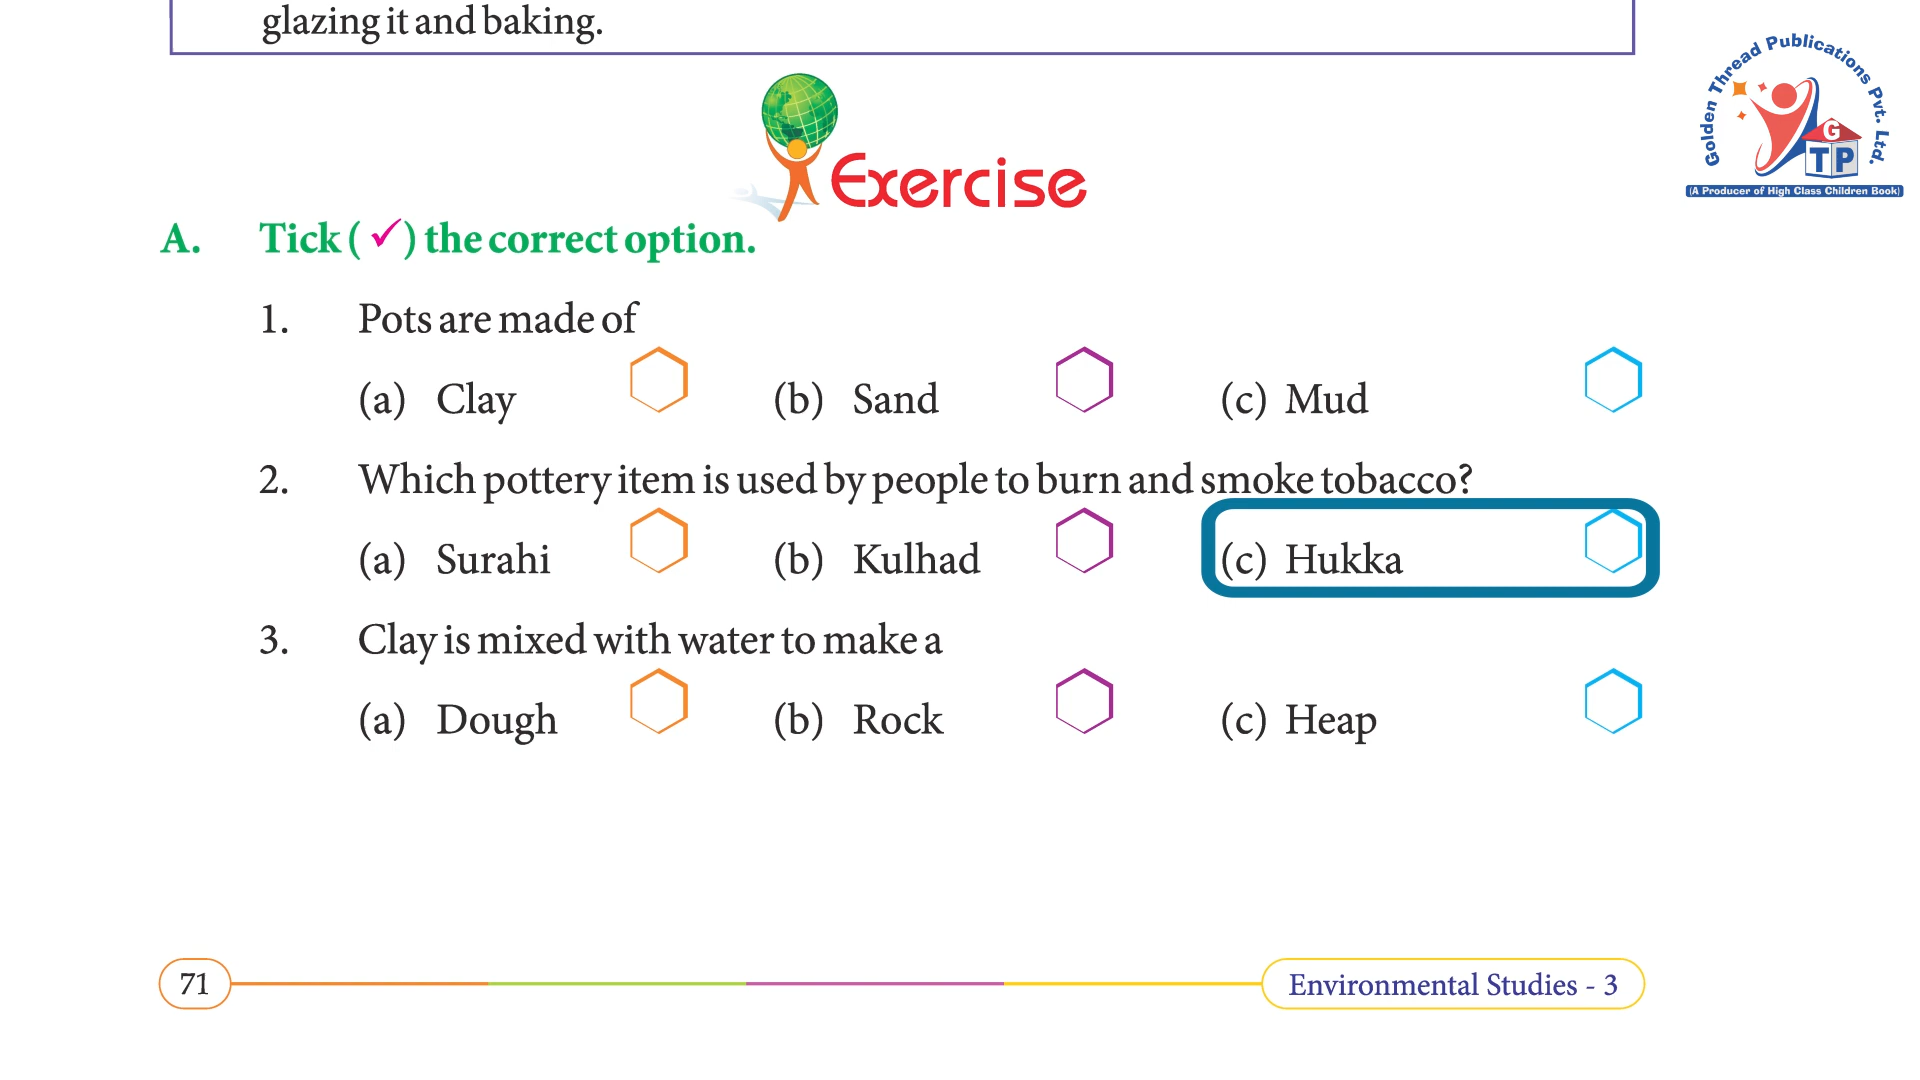 glazing it and baking.
Golden Thread Publications Pvt. Ltd.
G
T P
(A Producer of High Class Children Book)
Exercise
A. Tick ( ✓ ) the correct option.
1. Pots are made of
(a) Clay (b) Sand (c) Mud
2. Which pottery item is used by people to burn and smoke tobacco?
(a) Surahi (b) Kulhad (c) Hukka
3. Clay is mixed with water to make a
(a) Dough (b) Rock (c) Heap
71 Environmental Studies - 3